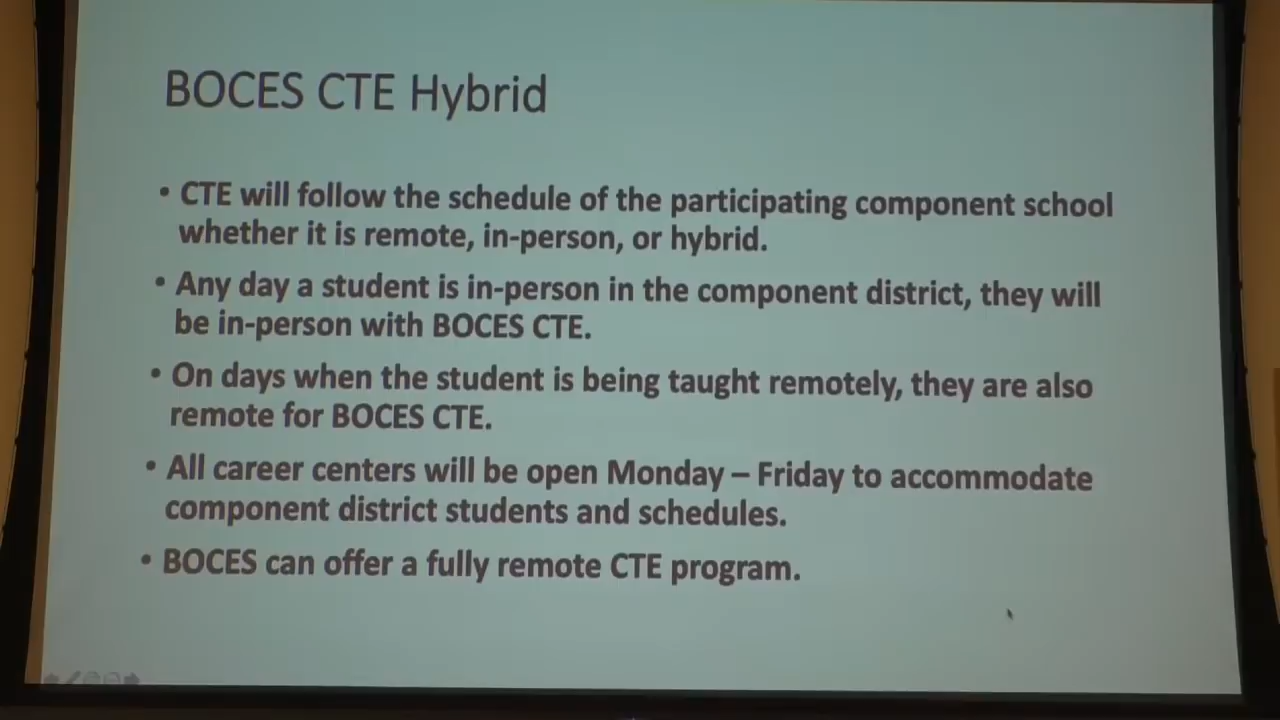 BOCES CTE Hybrid
• CTE will follow the schedule of the participating component school
whether it is remote, in-person, or hybrid.
• Any day a student is in-person in the component district, they will
be in-person with BOCES CTE.
• On days when the student is being taught remotely, they are also
remote for BOCES CTE.
• All career centers will be open Monday – Friday to accommodate
component district students and schedules.
• BOCES can offer a fully remote CTE program.